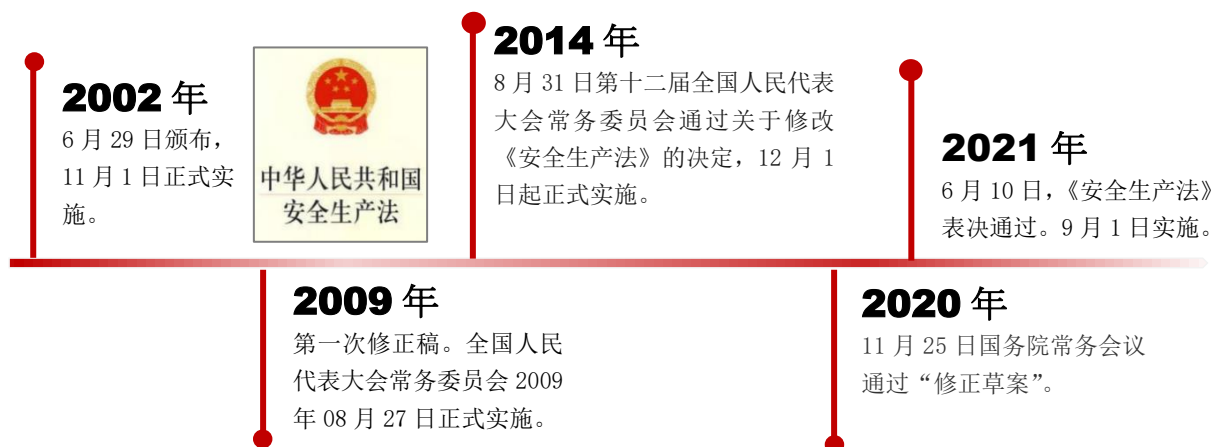 2002 年
6 月 29 日颁布，
11 月 1 日正式实
施。
中华人民共和国
安全生产法
2009 年
第一次修正稿。全国人民
代表大会常务委员会 2009
年 08 月 27 日正式实施。
2014 年
8 月 31 日第十二届全国人民代表
大会常务委员会通过关于修改
《安全生产法》的决定，12 月 1
日起正式实施。
2020 年
11 月 25 日国务院常务会议
通过“修正草案”。
2021 年
6 月 10 日，《安全生产法》
表决通过。9 月 1 日实施。